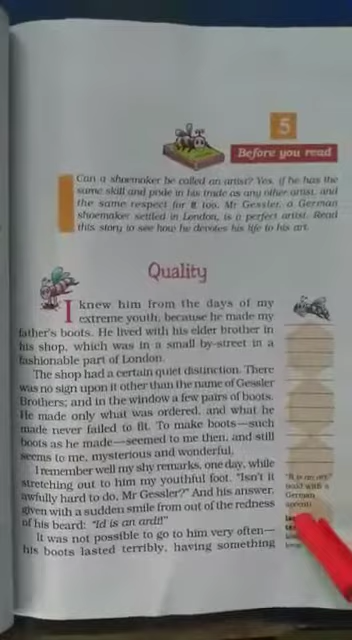 5
Before you read
Can a shoemaker be called an artist? Yes, if he has the
same skill and pride in his trade as any other artist, and
the same respect for it too. Mr Gessler, a German
shoemaker settled in London, is a perfect artist. Read
this story to see how he devotes his life to his art.
Quality
I knew him from the days of my
extreme youth, because he made my
father's boots. He lived with his elder brother in
his shop, which was in a small by-street in a
fashionable part of London.
The shop had a certain quiet distinction. There
was no sign upon it other than the name of Gessler
Brothers; and in the window a few pairs of boots.
He made only what was ordered, and what he
made never failed to fit. To make boots—such
boots as he made—seemed to me then, and still
seems to me, mysterious and wonderful.
I remember well my shy remark, one day, while
stretching out to him my youthful foot. "Isn't it
awfully hard to do, Mr Gessler?" And his answer,
given with a sudden smile from out of the redness
of his beard: "Id is an ardt!"
It was not possible to go to him very often—
his boots lasted terribly, having something
"It is an art"
said with a
German
accent)